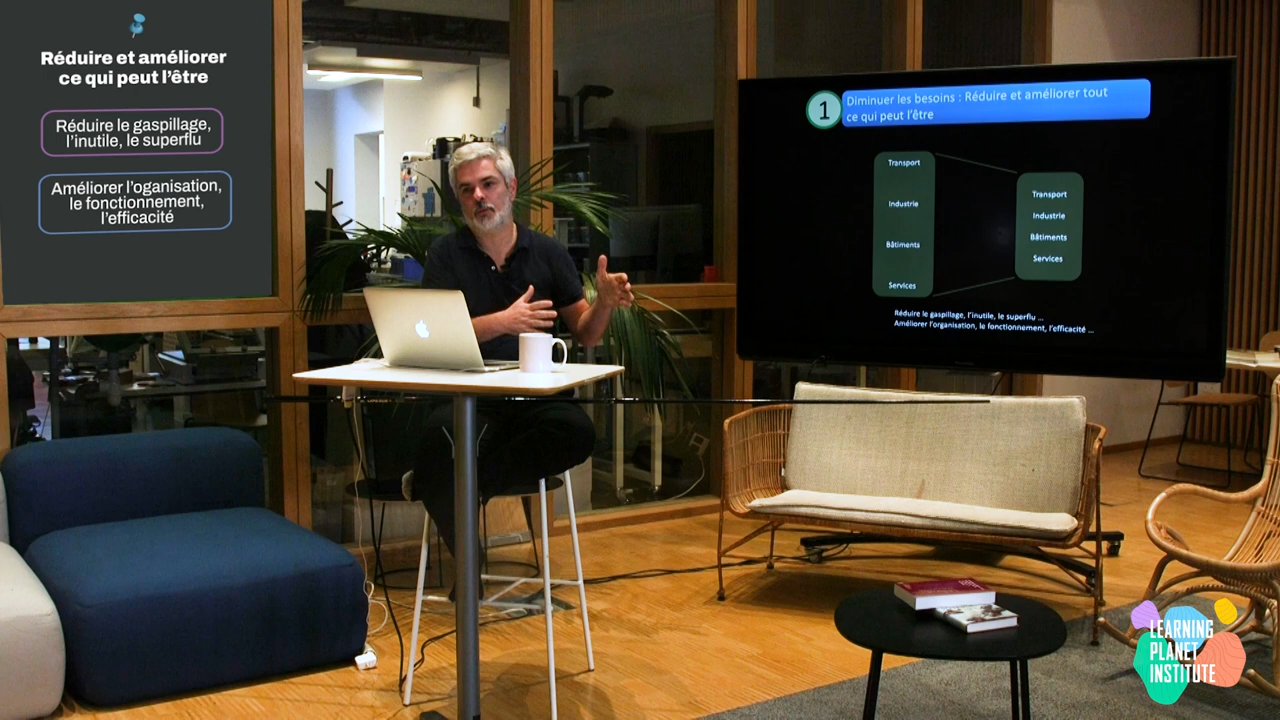 Réduire et améliorer
ce qui peut l'être
Réduire le gaspillage,
l'inutile, le superflu
Améliorer l'oganisation,
le fonctionnement,
l'efficacité
1
Diminuer les besoins : Réduire et améliorer tout
ce qui peut l'être
Transport
Industrie
Bâtiments
Services
Transport
Industrie
Bâtiments
Services
Réduire le gaspillage, l'inutile, le superflu ...
Améliorer l'organisation, le fonctionnement, l'efficacité ...
LEARNING
PLANET
INSTITUTE